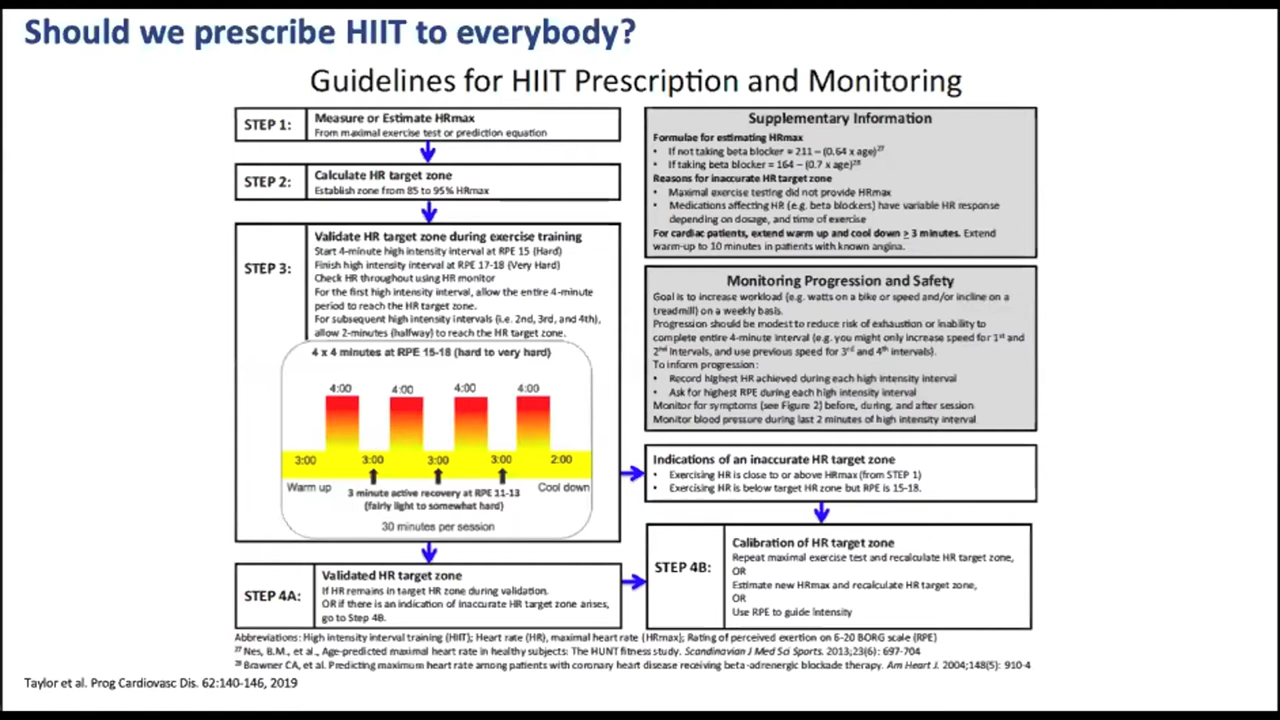 Should we prescribe HIIT to everybody?
Guidelines for HIIT Prescription and Monitoring
STEP 1:
Measure or Estimate HRmax
From maximal exercise test or prediction equation
STEP 2:
Calculate HR target zone
Establish zone from 85 to 95% HRmax
STEP 3:
Validate HR target zone during exercise training
Start 4-minute high intensity interval at RPE 15 (Hard)
Finish high intensity interval at RPE 17-18 (Very Hard)
Check HR throughout using HR monitor
For the first high intensity interval, allow the entire 4-minute
period to reach the HR target zone.
For subsequent high intensity intervals (i.e. 2nd, 3rd, and 4th),
allow 2-minutes (halfway) to reach the HR target zone.
4 x 4 minutes at RPE 15-18 (hard to very hard)
4:00 4:00 4:00 4:00
3:00 3:00 3:00 3:00 2:00
Warm up
3 minute active recovery at RPE 11-13
(fairly light to somewhat hard)
Cool down
30 minutes per session
STEP 4A:
Validated HR target zone
If HR remains in target HR zone during validation.
OR if there is an indication of inaccurate HR target zone arises,
go to Step 4B.
Supplementary Information
Formulae for estimating HRmax
• If not taking beta blocker = 211 – (0.64 x age)27
• If taking beta blocker = 164 – (0.7 x age)28
Reasons for inaccurate HR target zone
• Maximal exercise testing did not provide HRmax
• Medications affecting HR (e.g. beta blockers) have variable HR response
depending on dosage, and time of exercise
For cardiac patients, extend warm up and cool down ≥ 3 minutes. Extend
warm-up to 10 minutes in patients with known angina.
Monitoring Progression and Safety
Goal is to increase workload (e.g. watts on a bike or speed and/or incline on a
treadmill) on a weekly basis.
Progression should be modest to reduce risk of exhaustion or inability to
complete entire 4-minute interval (e.g. you might only increase speed for 1st and
2nd intervals, and use previous speed for 3rd and 4th intervals).
To inform progression:
• Record highest HR achieved during each high intensity interval
• Ask for highest RPE during each high intensity interval
Monitor for symptoms (see Figure 2) before, during, and after session
Monitor blood pressure during last 2 minutes of high intensity interval
Indications of an inaccurate HR target zone
• Exercising HR is close to or above HRmax (from STEP 1)
• Exercising HR is below target HR zone but RPE is 15-18.
STEP 4B:
Calibration of HR target zone
Repeat maximal exercise test and recalculate HR target zone,
OR
Estimate new HRmax and recalculate HR target zone,
OR
Use RPE to guide intensity
Abbreviations: High intensity interval training (HIIT); Heart rate (HR), maximal heart rate (HRmax); Rating of perceived exertion on 6-20 BORG scale (RPE)
27 Nes, B.M., et al., Age-predicted maximal heart rate in healthy subjects: The HUNT fitness study. Scandinavian J Med Sci Sports. 2013;23(6): 697-704
28 Brawner CA, et al. Predicting maximum heart rate among patients with coronary heart disease receiving beta-adrenergic blockade therapy. Am Heart J. 2004;148(5): 910-4
Taylor et al. Prog Cardiovasc Dis. 62:140-146, 2019